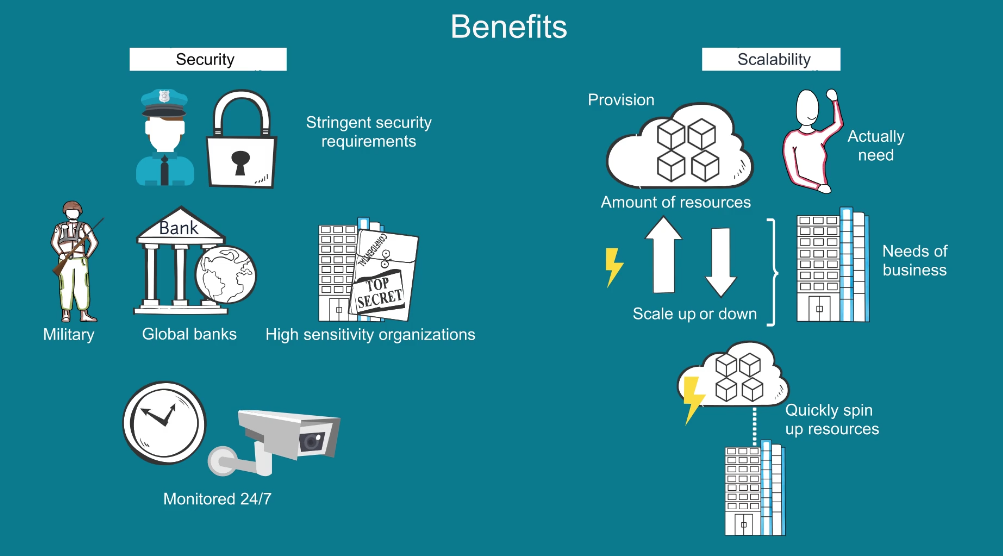 Benefits
Security
Stringent security
requirements
Military
Bank
Global banks
CONFIDENTIAL
TOP
SECRET
High sensitivity organizations
Monitored 24/7
Scalability
Provision
Actually
need
Amount of resources
Scale up or down
Needs of
business
Quickly spin
up resources